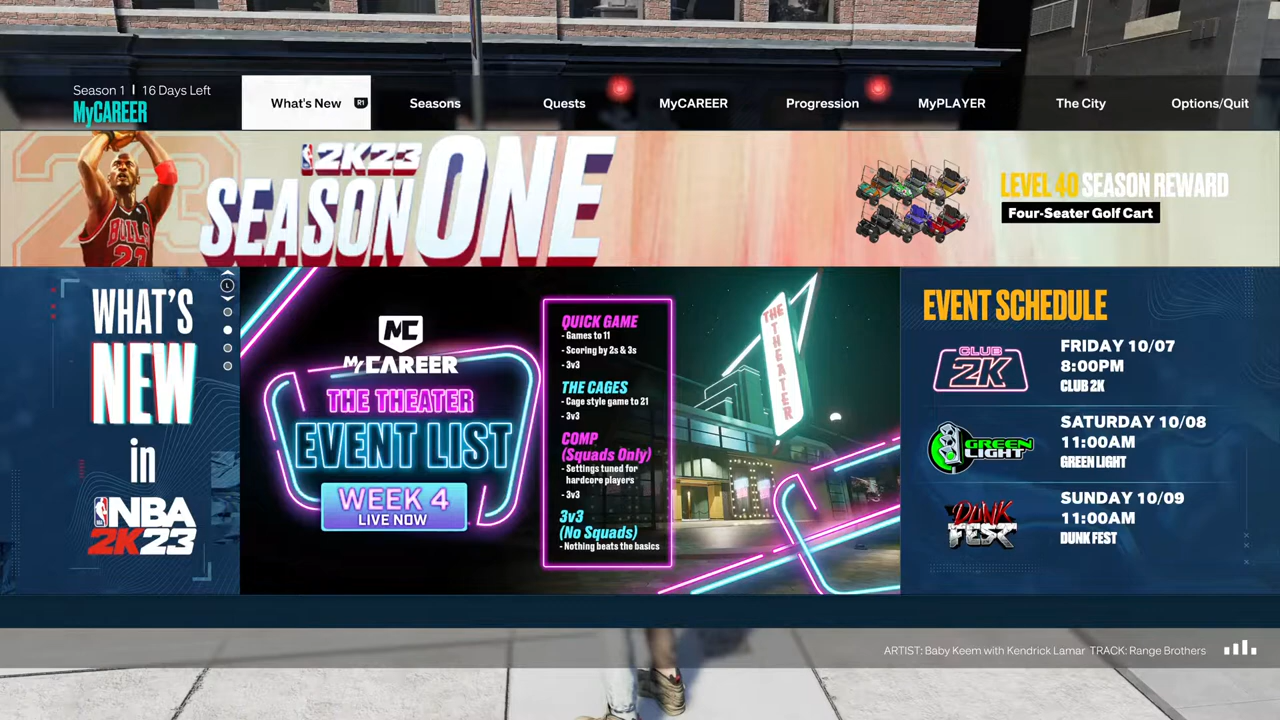 Season 1 | 16 Days Left
MyCAREER
What's New R1
Seasons
Quests
MyCAREER
Progression
MyPLAYER
The City
Options/Quit
23
BULLS
23
NBA 2K23
SEASON ONE
LEVEL 40 SEASON REWARD
Four-Seater Golf Cart
WHAT'S
NEW
in
NBA
2K23
L
MC
MyCAREER
THE THEATER
EVENT LIST
WEEK 4
LIVE NOW
QUICK GAME
- Games to 11
- Scoring by 2s & 3s
- 3v3
THE CAGES
- Cage style game to 21
- 3v3
COMP
(Squads Only)
- Settings tuned for
hardcore players
- 3v3
3v3
(No Squads)
- Nothing beats the basics
THE THEATER
EVENT SCHEDULE
CLUB
2K
FRIDAY 10/07
8:00PM
CLUB 2K
GREEN
LIGHT
SATURDAY 10/08
11:00AM
GREEN LIGHT
DUNK
FEST
SUNDAY 10/09
11:00AM
DUNK FEST
ARTIST: Baby Keem with Kendrick Lamar TRACK: Range Brothers